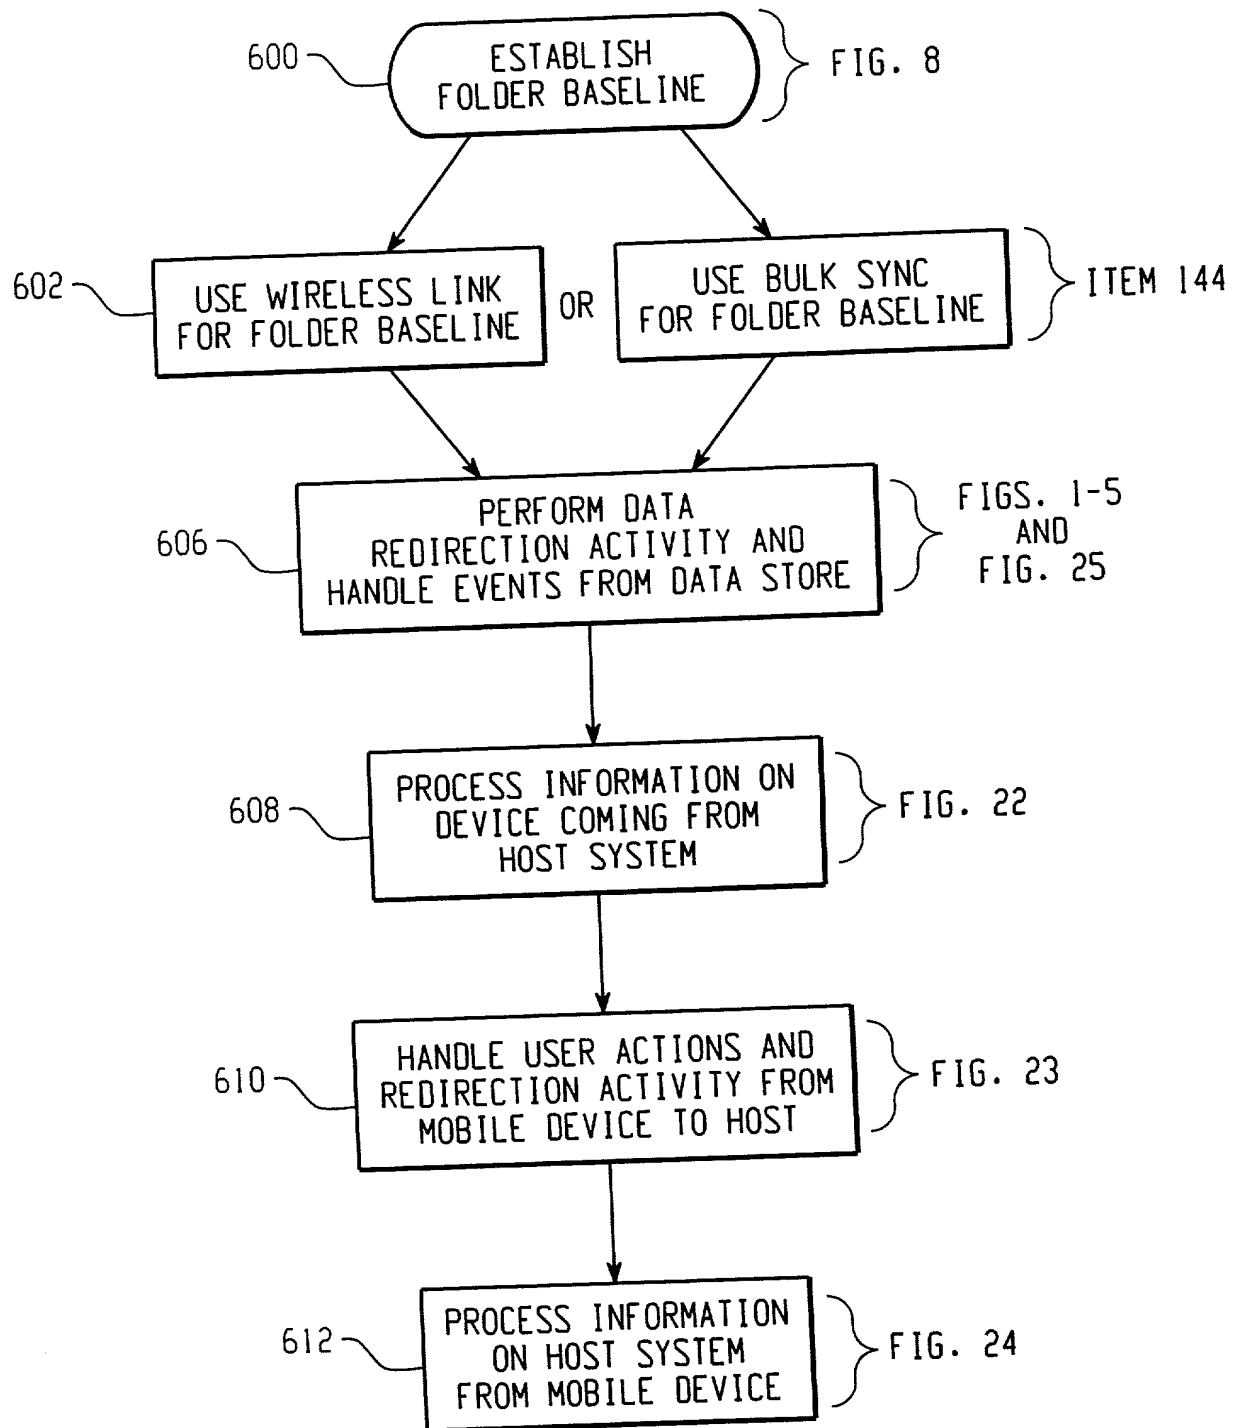 600
ESTABLISH
FOLDER BASELINE
FIG. 8
602
USE WIRELESS LINK
FOR FOLDER BASELINE
OR
USE BULK SYNC
FOR FOLDER BASELINE
ITEM 144
606
PERFORM DATA
REDIRECTION ACTIVITY AND
HANDLE EVENTS FROM DATA STORE
FIGS. 1-5
AND
FIG. 25
608
PROCESS INFORMATION ON
DEVICE COMING FROM
HOST SYSTEM
FIG. 22
610
HANDLE USER ACTIONS AND
REDIRECTION ACTIVITY FROM
MOBILE DEVICE TO HOST
FIG. 23
612
PROCESS INFORMATION
ON HOST SYSTEM
FROM MOBILE DEVICE
FIG. 24